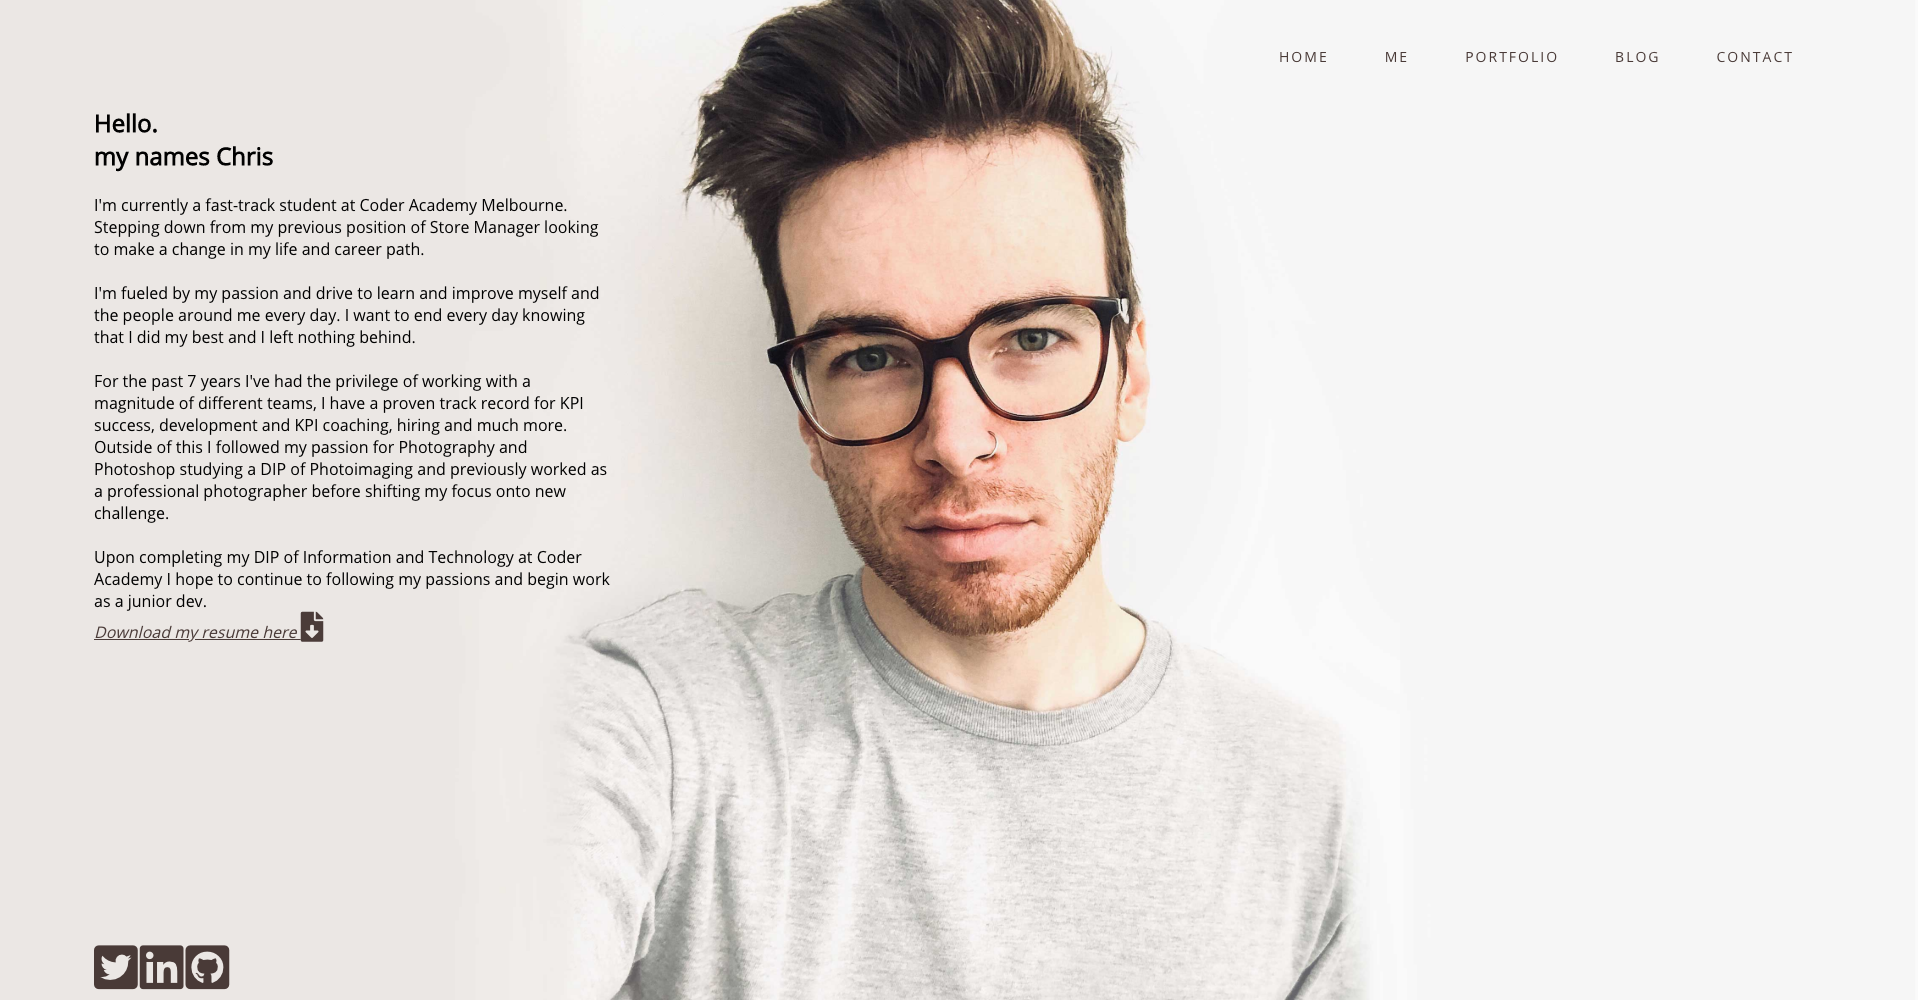 HOME ME PORTFOLIO BLOG CONTACT
Hello.
my names Chris
I'm currently a fast-track student at Coder Academy Melbourne.
Stepping down from my previous position of Store Manager looking
to make a change in my life and career path.
I'm fueled by my passion and drive to learn and improve myself and
the people around me every day. I want to end every day knowing
that I did my best and I left nothing behind.
For the past 7 years I've had the privilege of working with a
magnitude of different teams, I have a proven track record for KPI
success, development and KPI coaching, hiring and much more.
Outside of this I followed my passion for Photography and
Photoshop studying a DIP of Photoimaging and previously worked as
a professional photographer before shifting my focus onto new
challenge.
Upon completing my DIP of Information and Technology at Coder
Academy I hope to continue to following my passions and begin work
as a junior dev.
Download my resume here
in